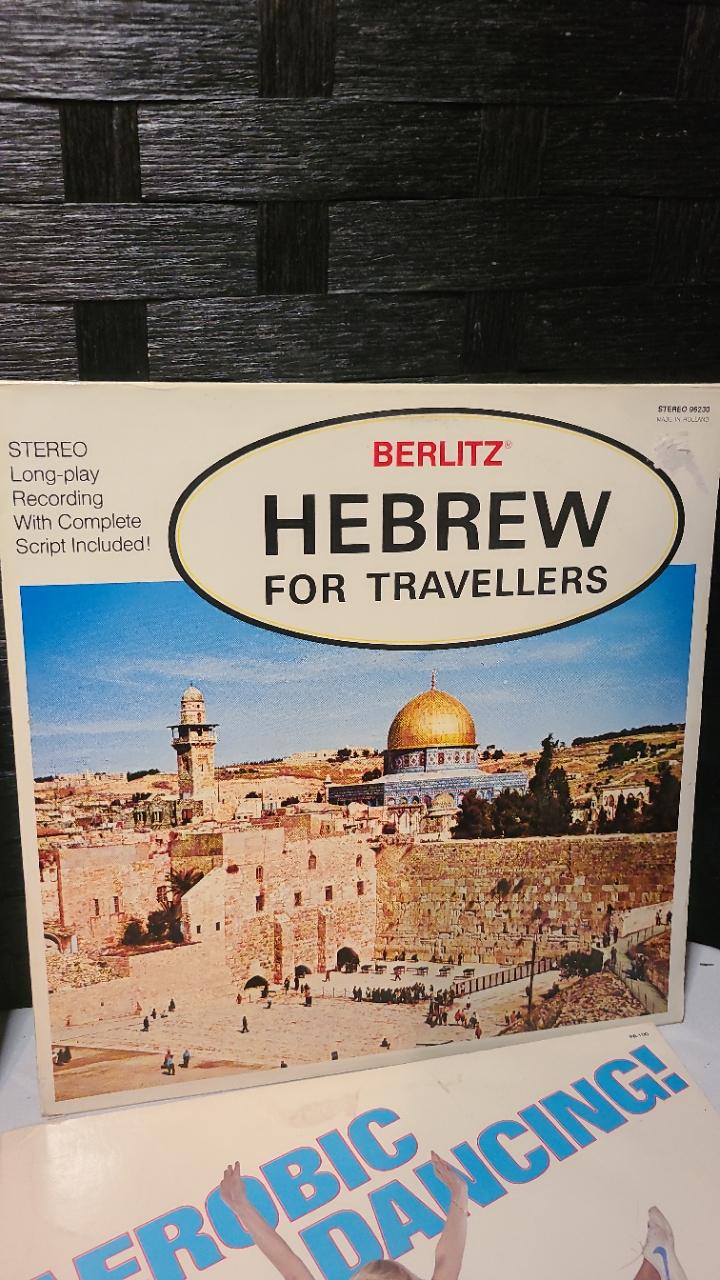 STEREO 96230
MADE IN HOLLAND
STEREO
Long-play
Recording
With Complete
Script Included!
BERLITZ®
HEBREW
FOR TRAVELLERS
AEROBIC
DANCING!